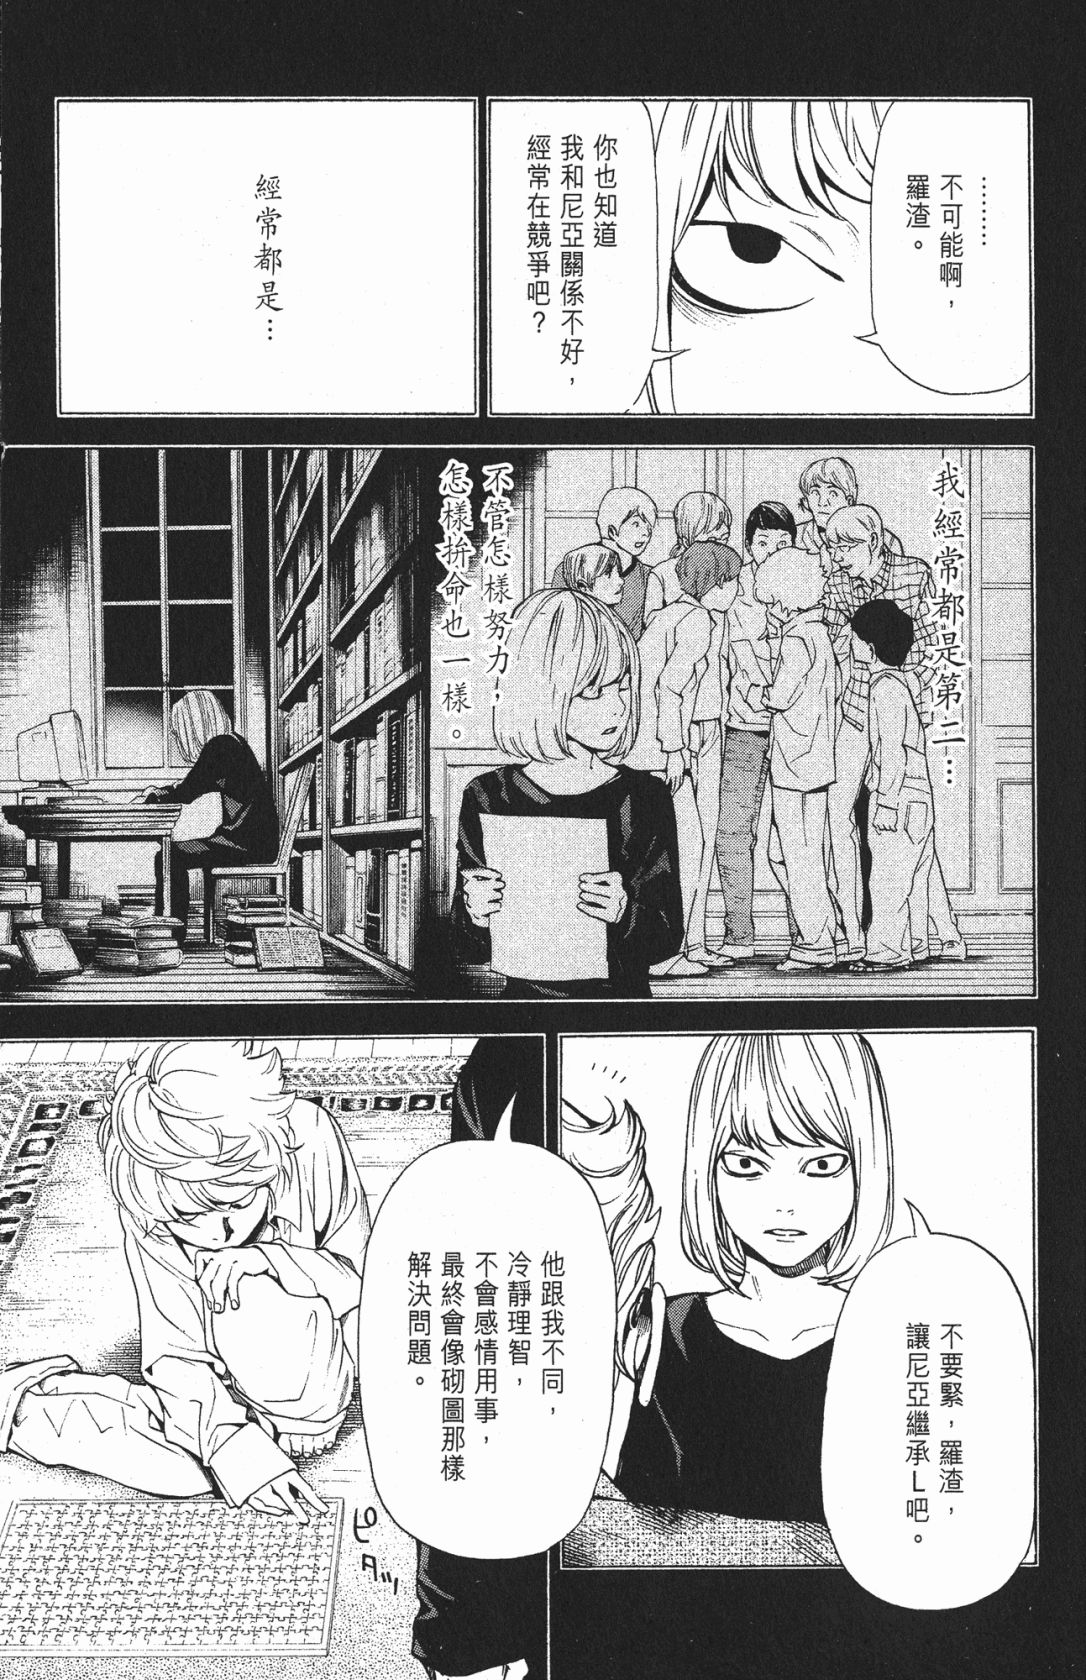 ………
不可能啊，
羅渣。
你也知道
我和尼亞關係不好，
經常在競爭吧？
經常都是…
我經常都是第二…
不管怎樣努力，
怎樣拚命也一樣。
不要緊，羅渣，
讓尼亞繼承L吧。
他跟我不同，
冷靜理智，
不會感情用事，
最終會像砌圖那樣
解決問題。
ピタッ